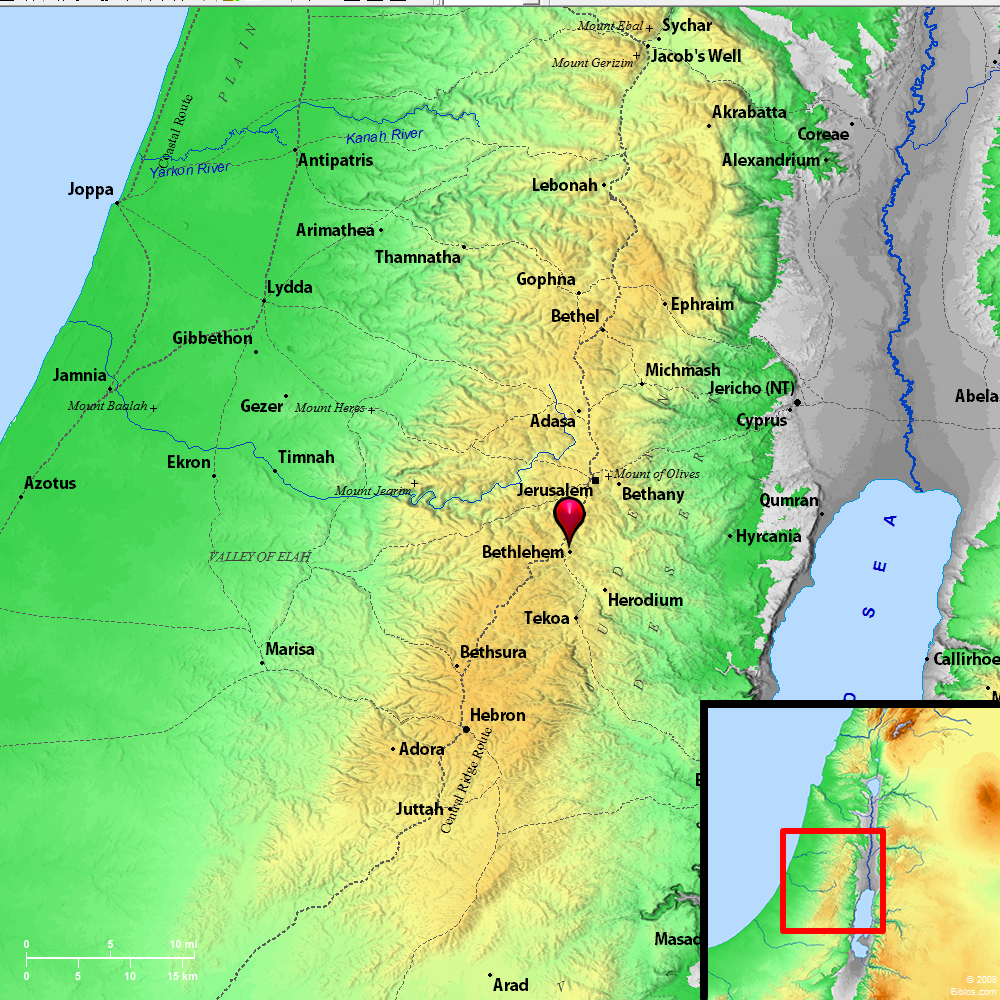 Mount Ebal
Sychar
Mount Gerizim
Jacob's Well
PLAIN
Coastal Route
Akrabatta
Kanah River
Coreae
Antipatris
Alexandrium
Yarkon River
Joppa
Lebonah
Arimathea
Thamnatha
Gophna
Lydda
Ephraim
Bethel
Gibbethon
Michmash
Jamnia
Jericho (NT)
Mount Baalah
Gezer
Mount Heres
Abela
Adasa
Cyprus
Timnah
Ekron
Mount of Olives
Azotus
Mount Jearim
Jerusalem
Bethany
Qumran
Hyrcania
Bethlehem
VALLEY OF ELAH
SEA
Herodium
Tekoa
Marisa
Bethsura
Callirhoe
D
M
Hebron
Adora
Central Ridge Route
Juttah
Masad
Arad
0 5 10 mi
0 5 10 15 km
© 2008
Biblos.com